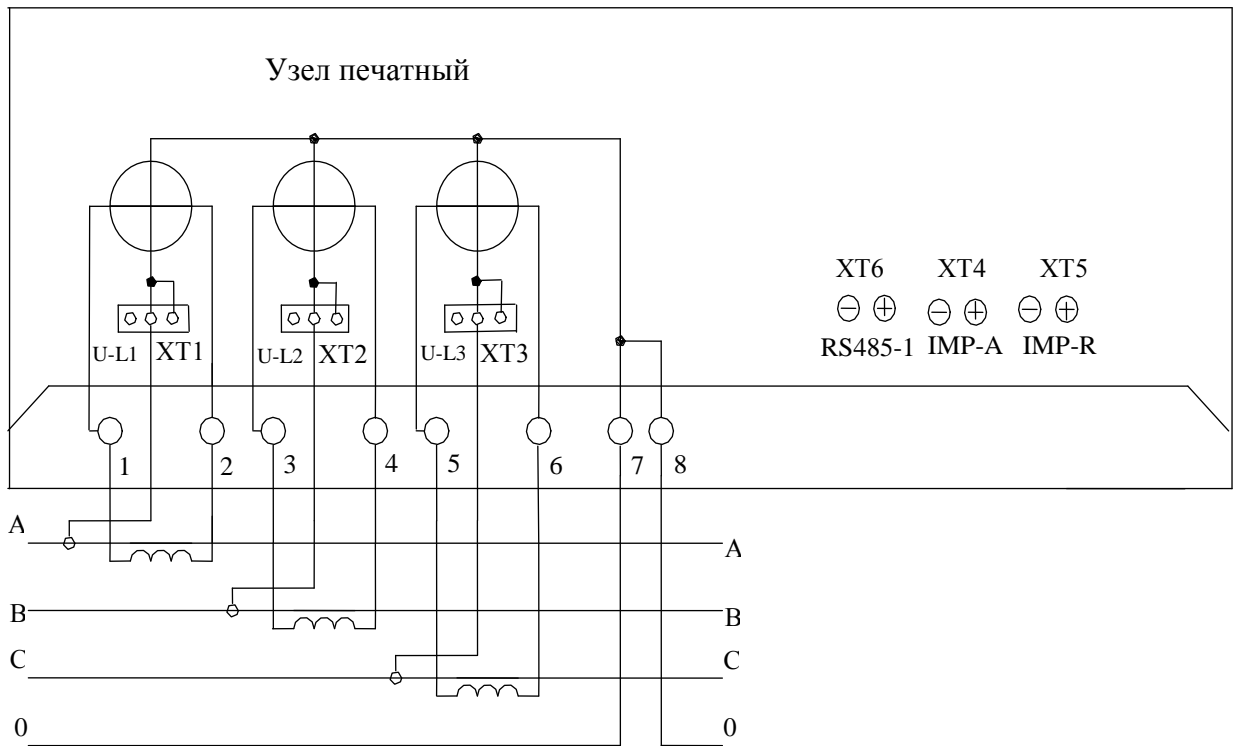 Узел печатный
XT6 XT4 XT5
RS485-1 IMP-A IMP-R
U-L1 XT1 U-L2 XT2 U-L3 XT3
1 2 3 4 5 6 7 8
A A
B B
C C
0 0